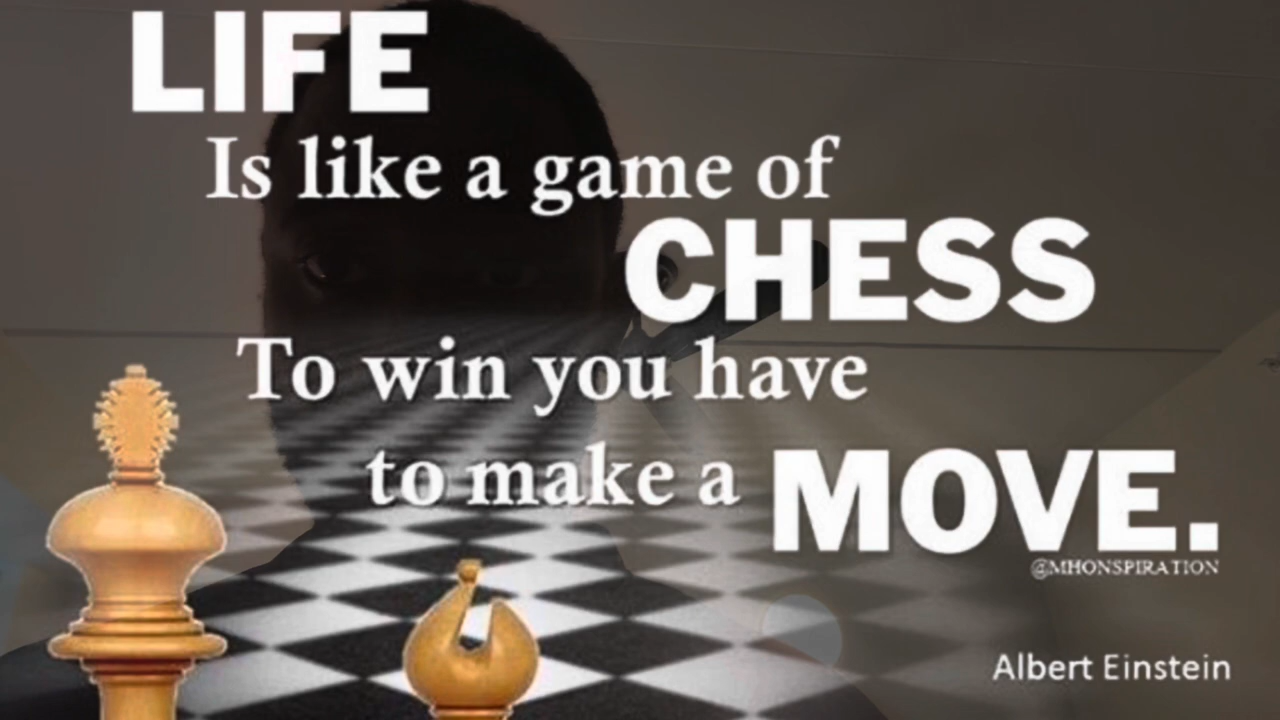 LIFE
Is like a game of
CHESS
To win you have
to make a MOVE.
@MHONSPIRATION
Albert Einstein